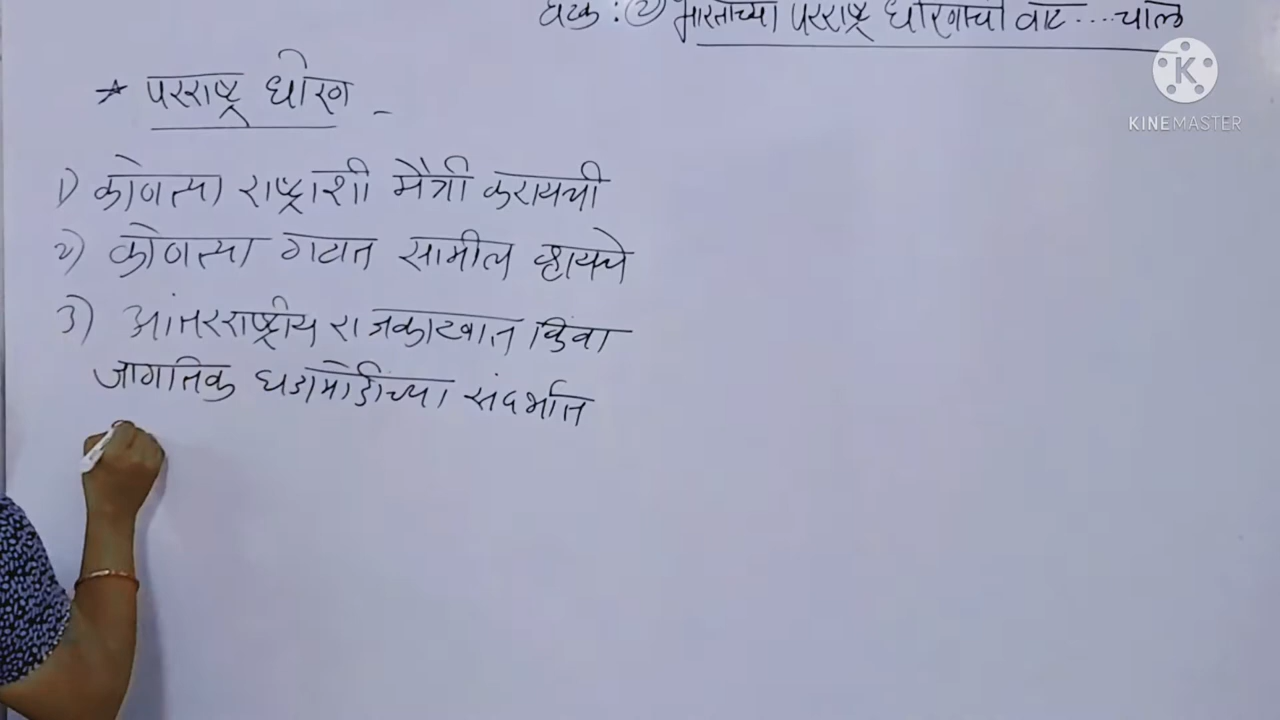 घटक : २) भारताच्या परराष्ट्र धोरणाची वाट .... चाल
K
KINEMASTER
* परराष्ट्र धोरण -
1) कोणत्या राष्ट्राशी मैत्री करायची
2) कोणत्या गटात सामील व्हायचे
3) आंतरराष्ट्रीय राजकारणात किंवा
जागतिक घडामोडींच्या संदर्भात